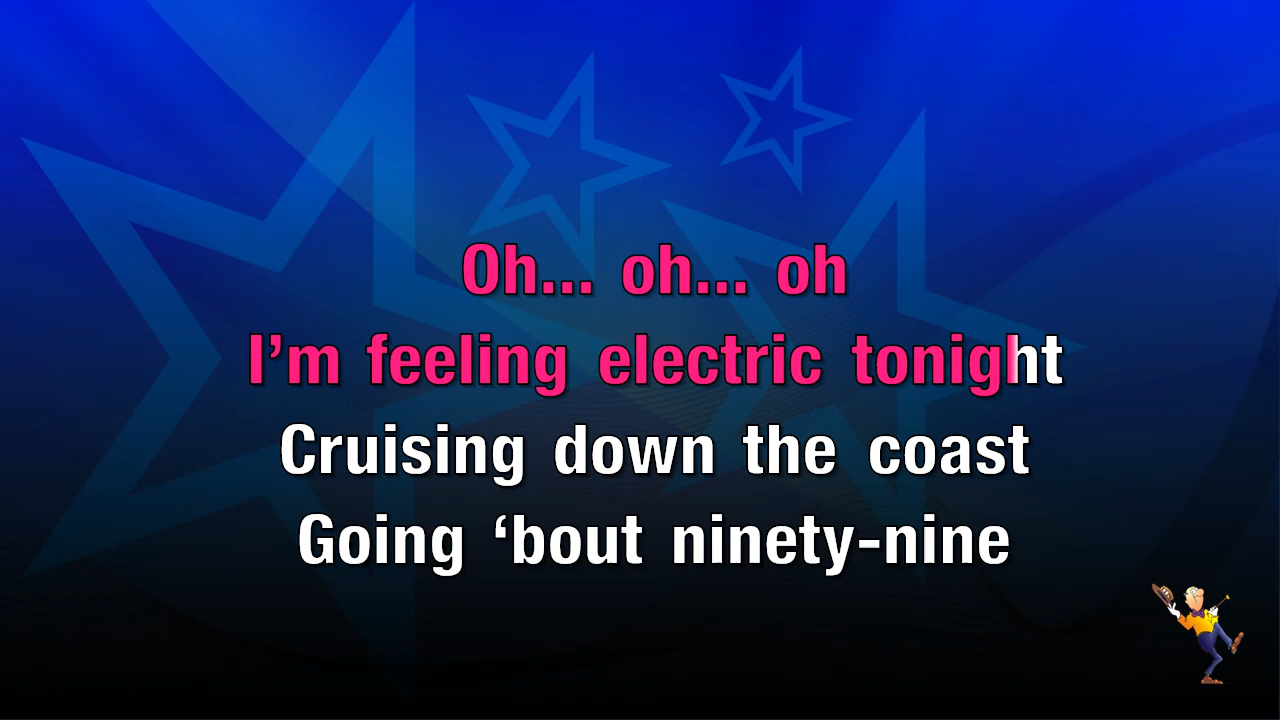 Oh... oh... oh
I’m feeling electric tonight
Cruising down the coast
Going ‘bout ninety-nine